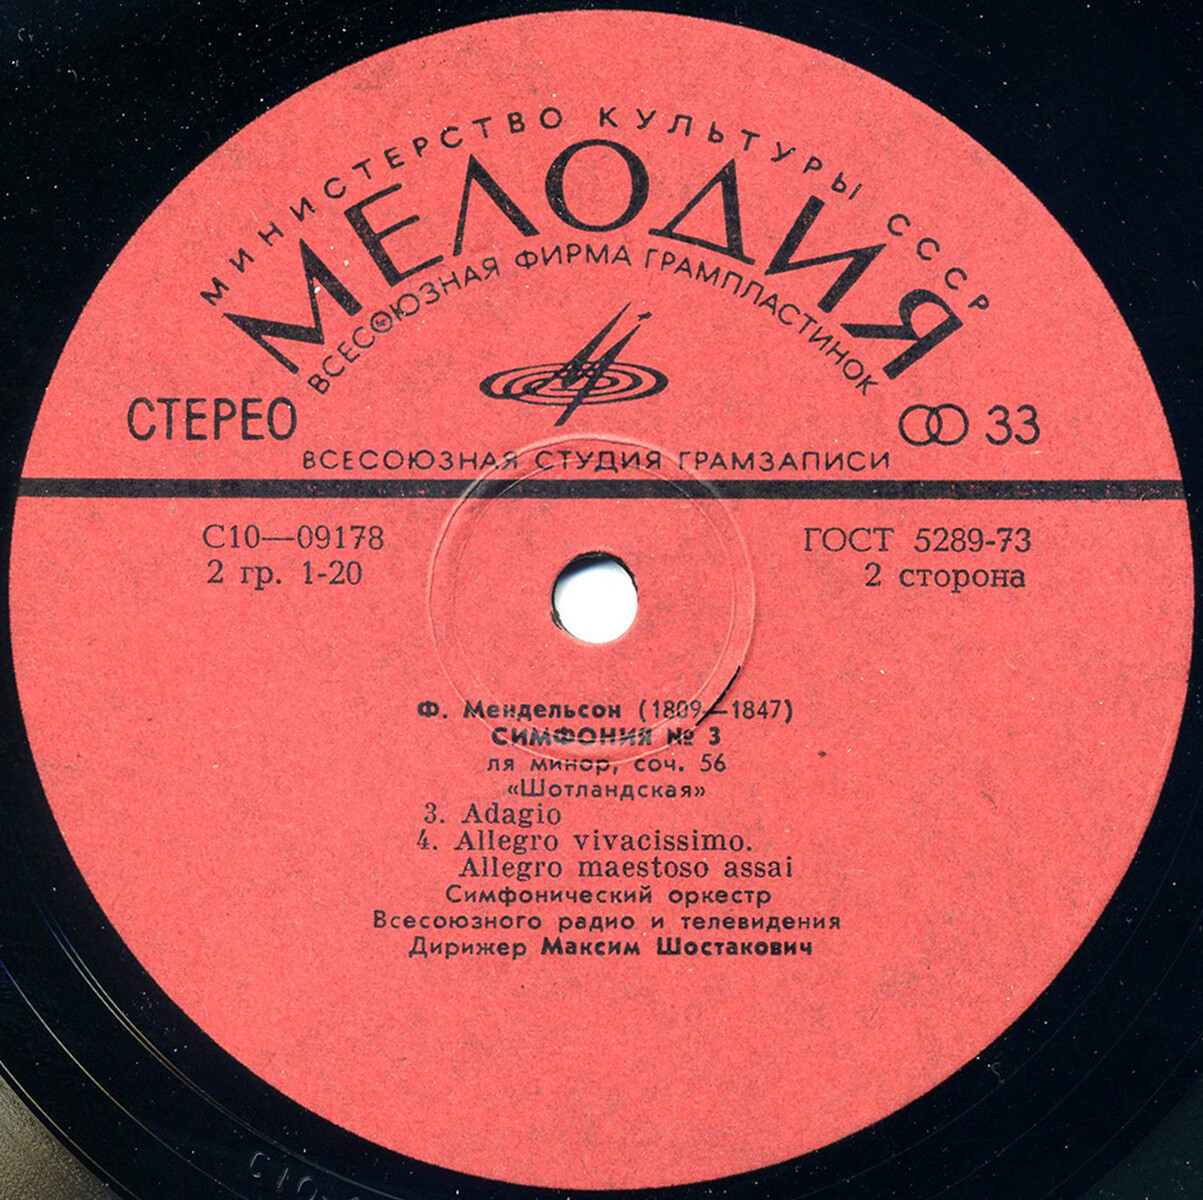 МИНИСТЕРСТВО КУЛЬТУРЫ СССР
МЕЛОДИЯ
ВСЕСОЮЗНАЯ ФИРМА ГРАМПЛАСТИНОК
СТЕРЕО
33
ВСЕСОЮЗНАЯ СТУДИЯ ГРАМЗАПИСИ
С10—09178
2 гр. 1-20
ГОСТ 5289-73
2 сторона
Ф. Мендельсон (1809—1847)
СИМФОНИЯ № 3
ля минор, соч. 56
«Шотландская»
3. Adagio
4. Allegro vivacissimo.
Allegro maestoso assai
Симфонический оркестр
Всесоюзного радио и телевидения
Дирижер Максим Шостакович